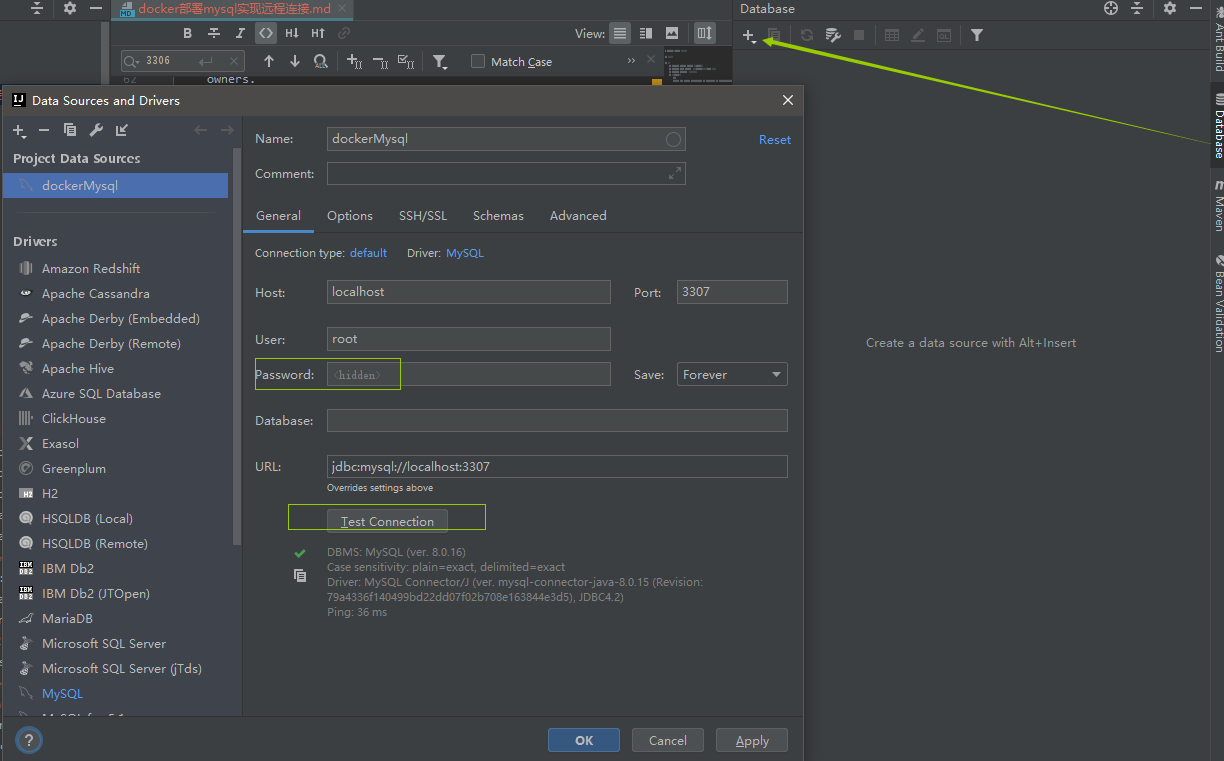 docker部署mysql实现远程连接.md
Database
View:
3306
Match Case
52
owners.
Data Sources and Drivers
Project Data Sources
dockerMysql
Drivers
Amazon Redshift
Apache Cassandra
Apache Derby (Embedded)
Apache Derby (Remote)
Apache Hive
Azure SQL Database
ClickHouse
Exasol
Greenplum
H2
HSQLDB (Local)
HSQLDB (Remote)
IBM Db2
IBM Db2 (JTOpen)
MariaDB
Microsoft SQL Server
Microsoft SQL Server (jTds)
MySQL
Name: dockerMysql
Reset
Comment:
General Options SSH/SSL Schemas Advanced
Connection type: default Driver: MySQL
Host: localhost Port: 3307
User: root
Password: <hidden> Save: Forever
Database:
URL: jdbc:mysql://localhost:3307
Overrides settings above
Test Connection
DBMS: MySQL (ver. 8.0.16)
Case sensitivity: plain=exact, delimited=exact
Driver: MySQL Connector/J (ver. mysql-connector-java-8.0.15 (Revision:
79a4336f140499bd22dd07f02b708e163844e3d5), JDBC4.2)
Ping: 36 ms
OK Cancel Apply
Create a data source with Alt+Insert
Ant Build
Database
Maven
Bean Validation